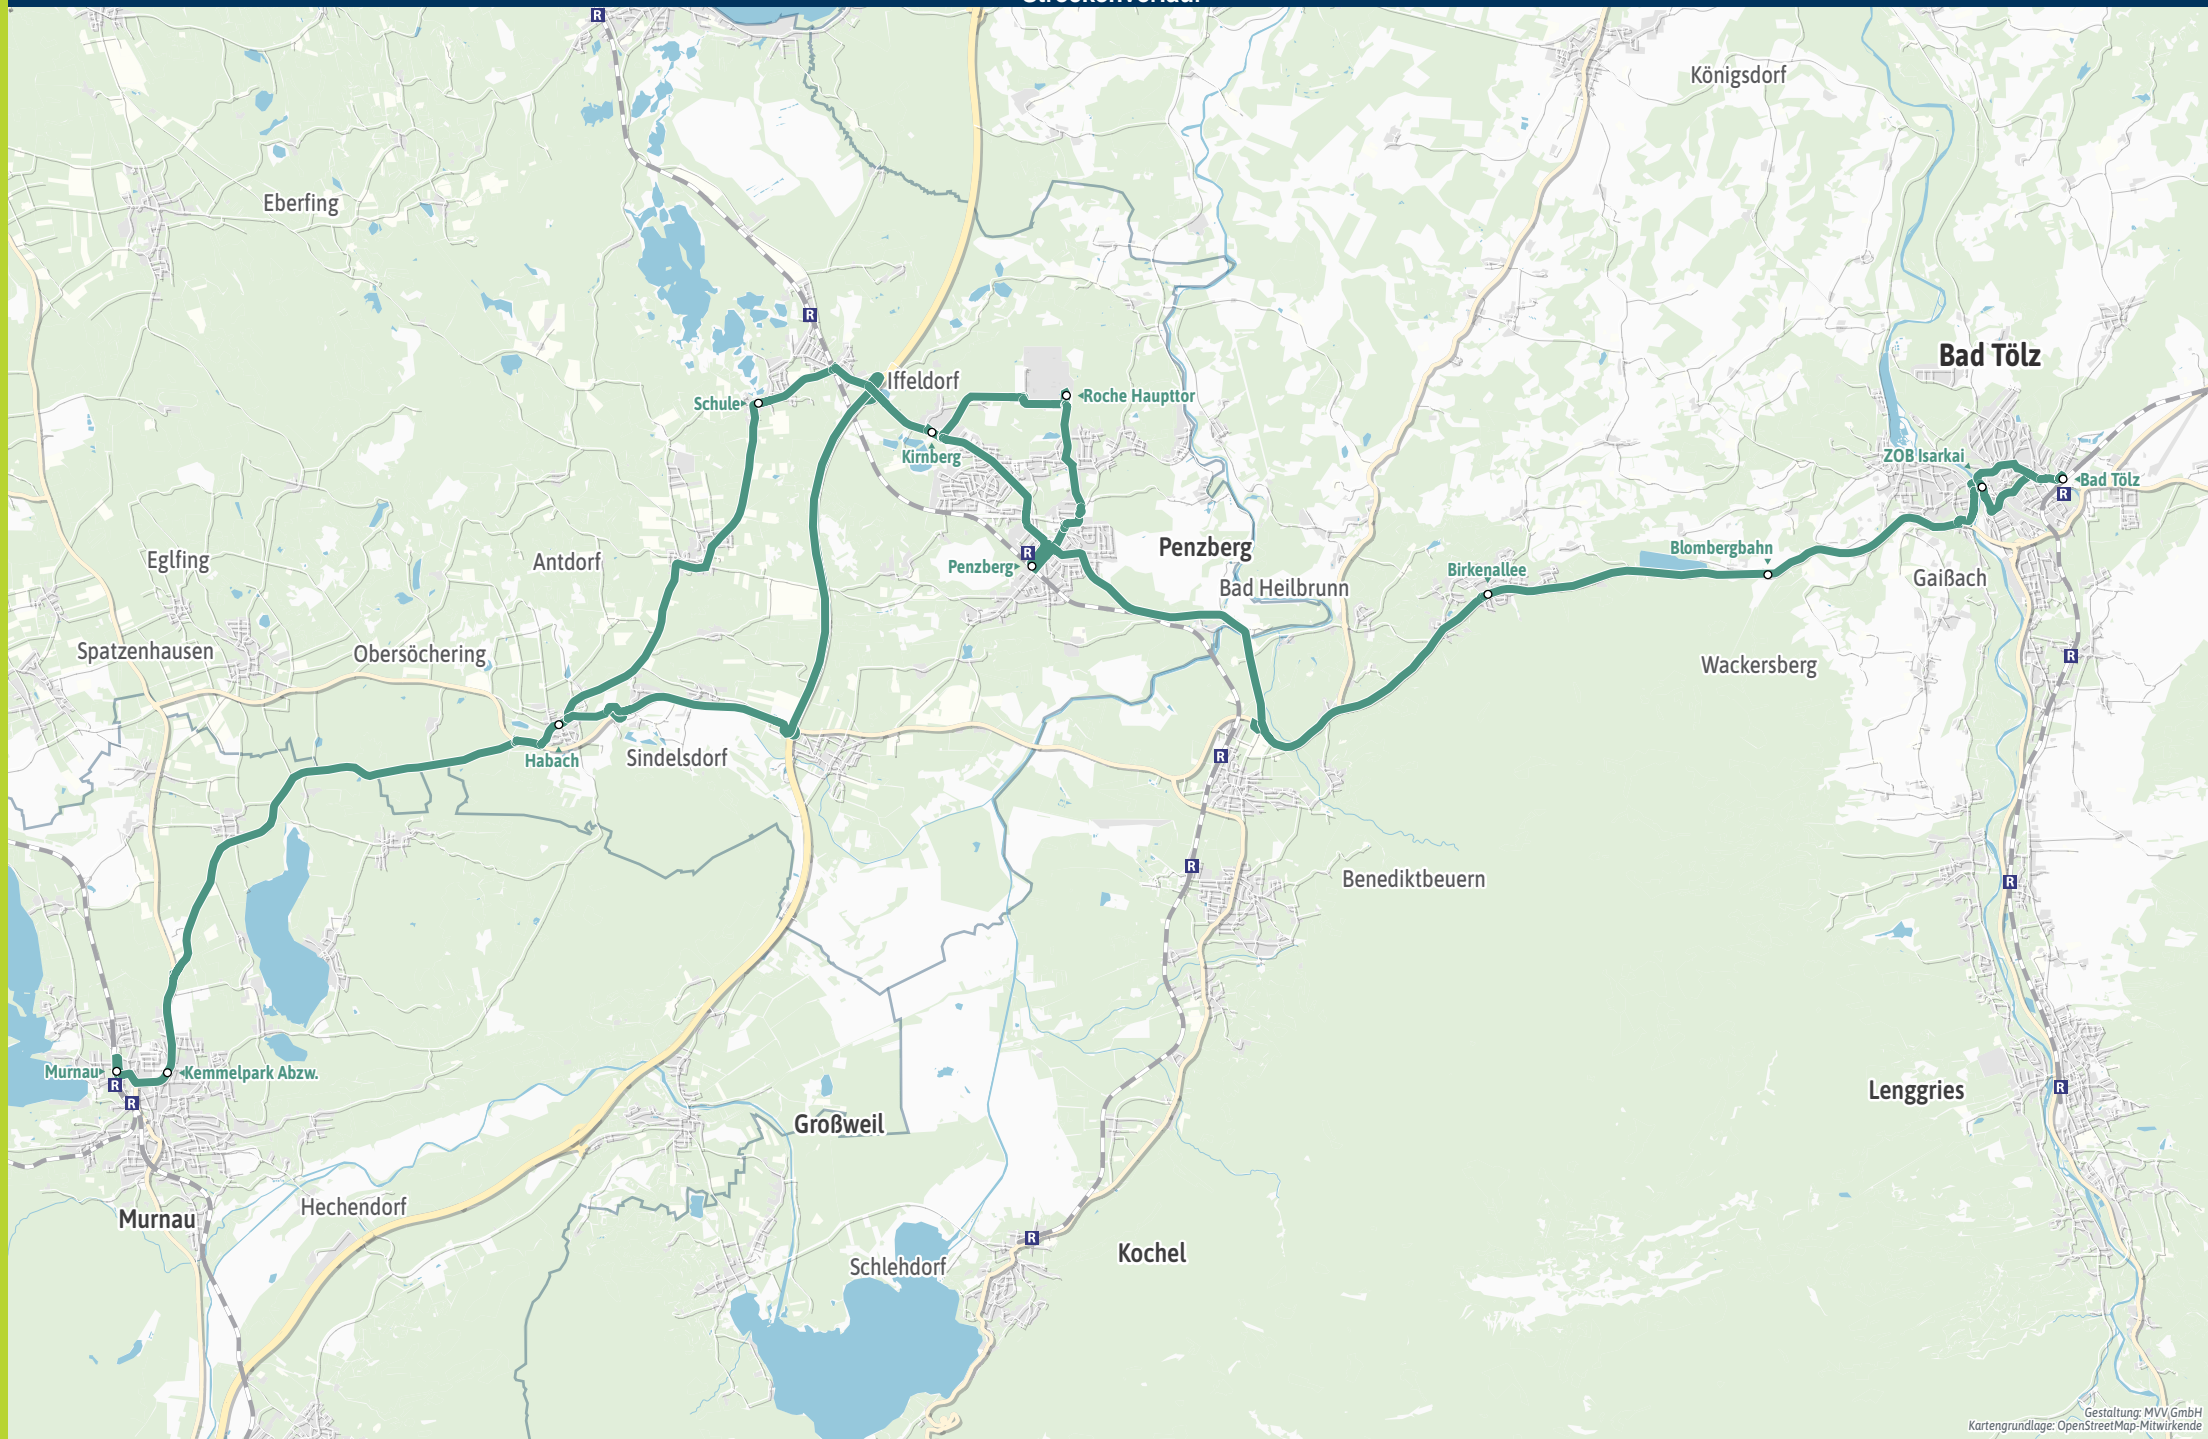 Streckenverlauf
R
Königsdorf
Eberfing
R
Bad Tölz
Iffeldorf
Schule
Roche Haupttor
Kirnberg
ZOB Isarkai
Bad Tölz
R
Penzberg
Blombergbahn
Eglfing
Antdorf
R
Penzberg
Birkenallee
Gaißach
Bad Heilbrunn
Spatzenhausen
Obersöchering
R
Wackersberg
Habach
Sindelsdorf
R
R
Benediktbeuern
R
Murnau
Kemmelpark Abzw.
R
R
Lenggries
R
Großweil
Murnau
Hechendorf
R
Kochel
Schlehdorf
Gestaltung: MVV GmbH
Kartengrundlage: OpenStreetMap-Mitwirkende